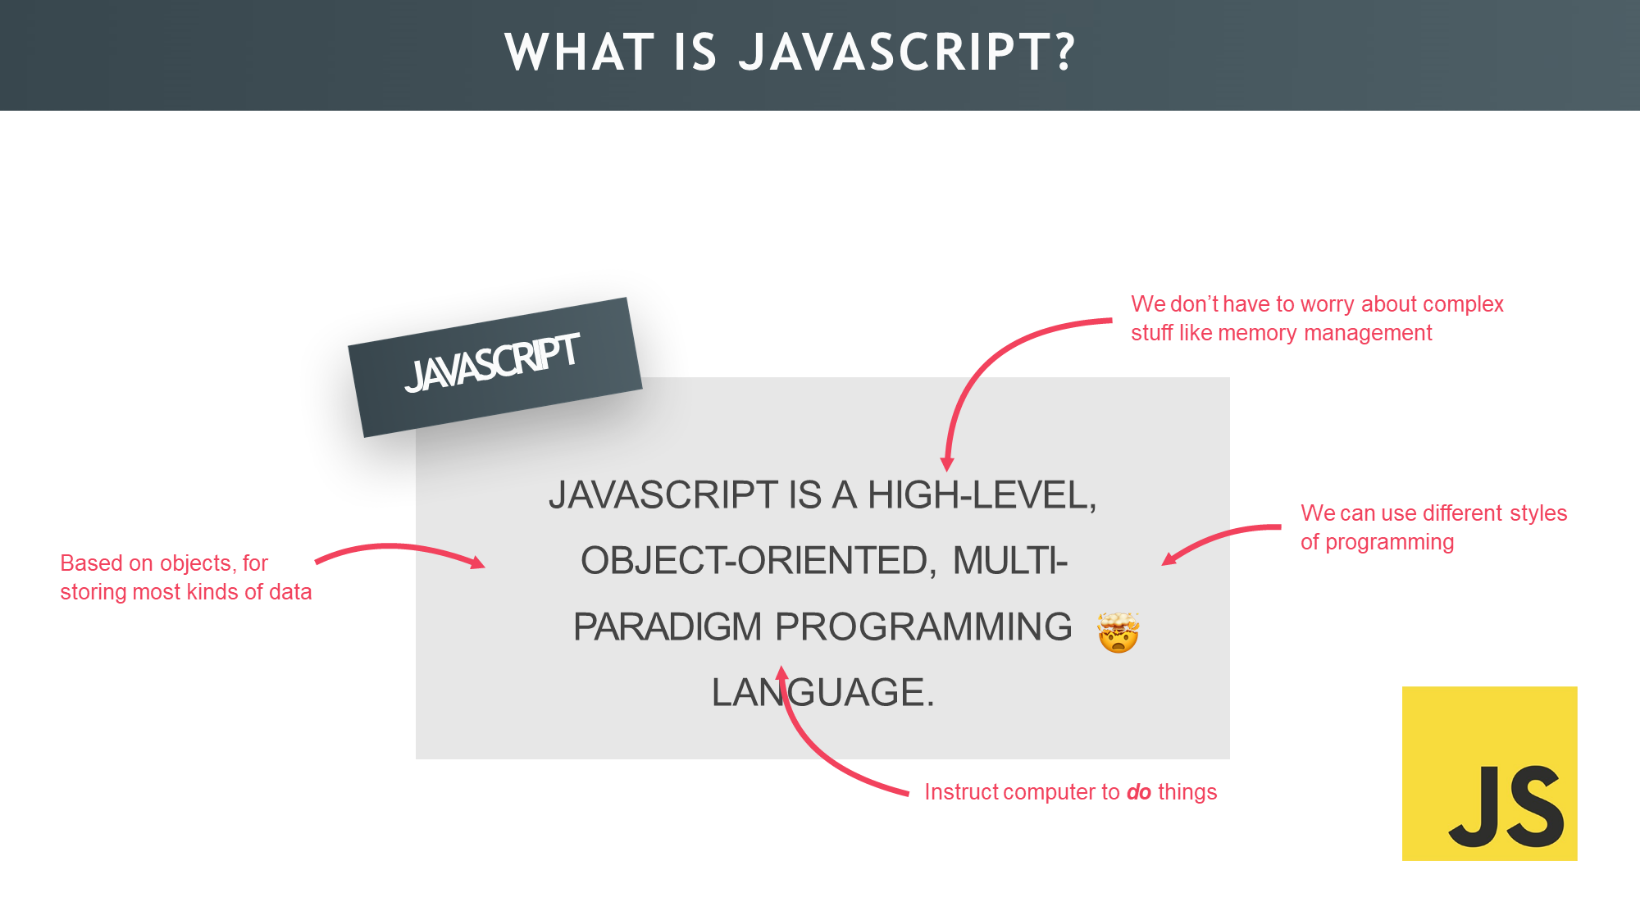 WHAT IS JAVASCRIPT?
JAVASCRIPT
We don’t have to worry about complex
stuff like memory management
JAVASCRIPT IS A HIGH-LEVEL,
OBJECT-ORIENTED, MULTI-
PARADIGM PROGRAMMING 🤯
LANGUAGE.
We can use different styles
of programming
Based on objects, for
storing most kinds of data
Instruct computer to do things
JS